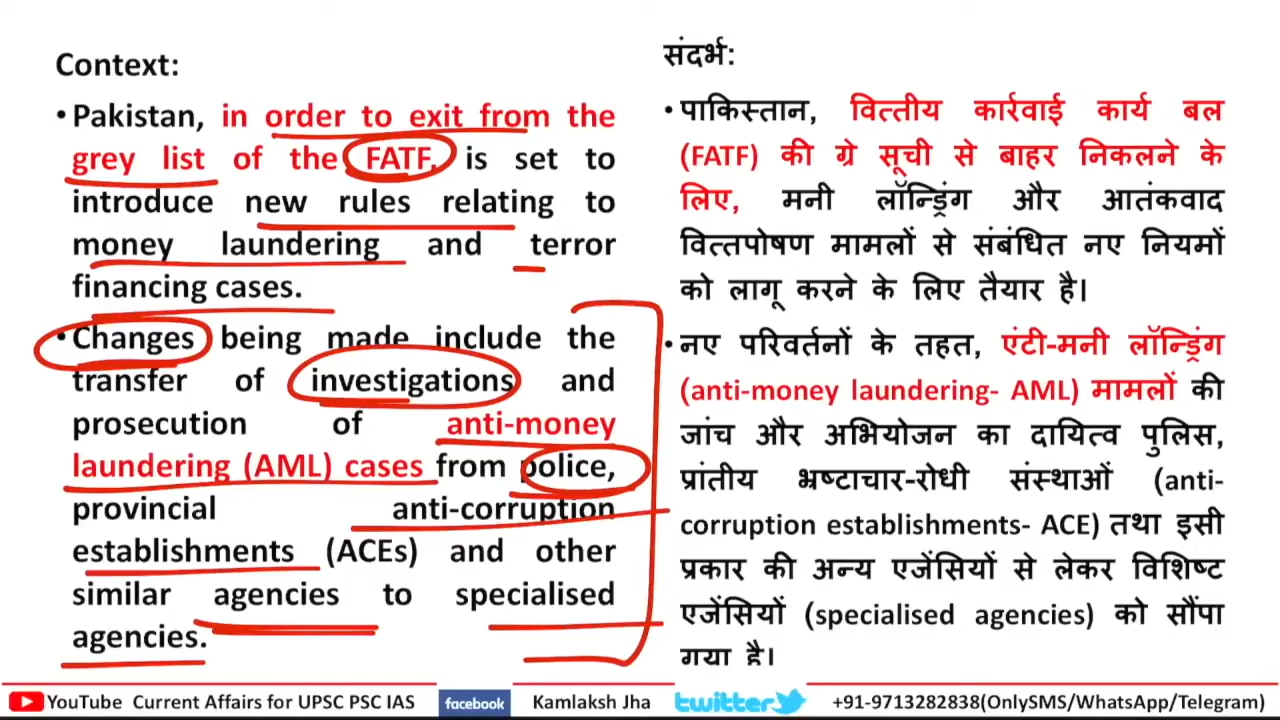 Context:
•Pakistan, in order to exit from the
grey list of the FATF, is set to
introduce new rules relating to
money laundering and terror
financing cases.
•Changes being made include the
transfer of investigations and
prosecution of anti-money
laundering (AML) cases from police,
provincial anti-corruption
establishments (ACEs) and other
similar agencies to specialised
agencies.
संदर्भ:
•पाकिस्तान, वित्तीय कार्रवाई कार्य बल
(FATF) की ग्रे सूची से बाहर निकलने के
लिए, मनी लॉन्ड्रिंग और आतंकवाद
वित्तपोषण मामलों से संबंधित नए नियमों
को लागू करने के लिए तैयार है।
•नए परिवर्तनों के तहत, एंटी-मनी लॉन्ड्रिंग
(anti-money laundering- AML) मामलों की
जांच और अभियोजन का दायित्व पुलिस,
प्रांतीय भ्रष्टाचार-रोधी संस्थाओं (anti-
corruption establishments- ACE) तथा इसी
प्रकार की अन्य एजेंसियों से लेकर विशिष्ट
एजेंसियों (specialised agencies) को सौंपा
गया है।
YouTube Current Affairs for UPSC PSC IAS facebook Kamlaksh Jha twitter +91-9713282838(OnlySMS/WhatsApp/Telegram)